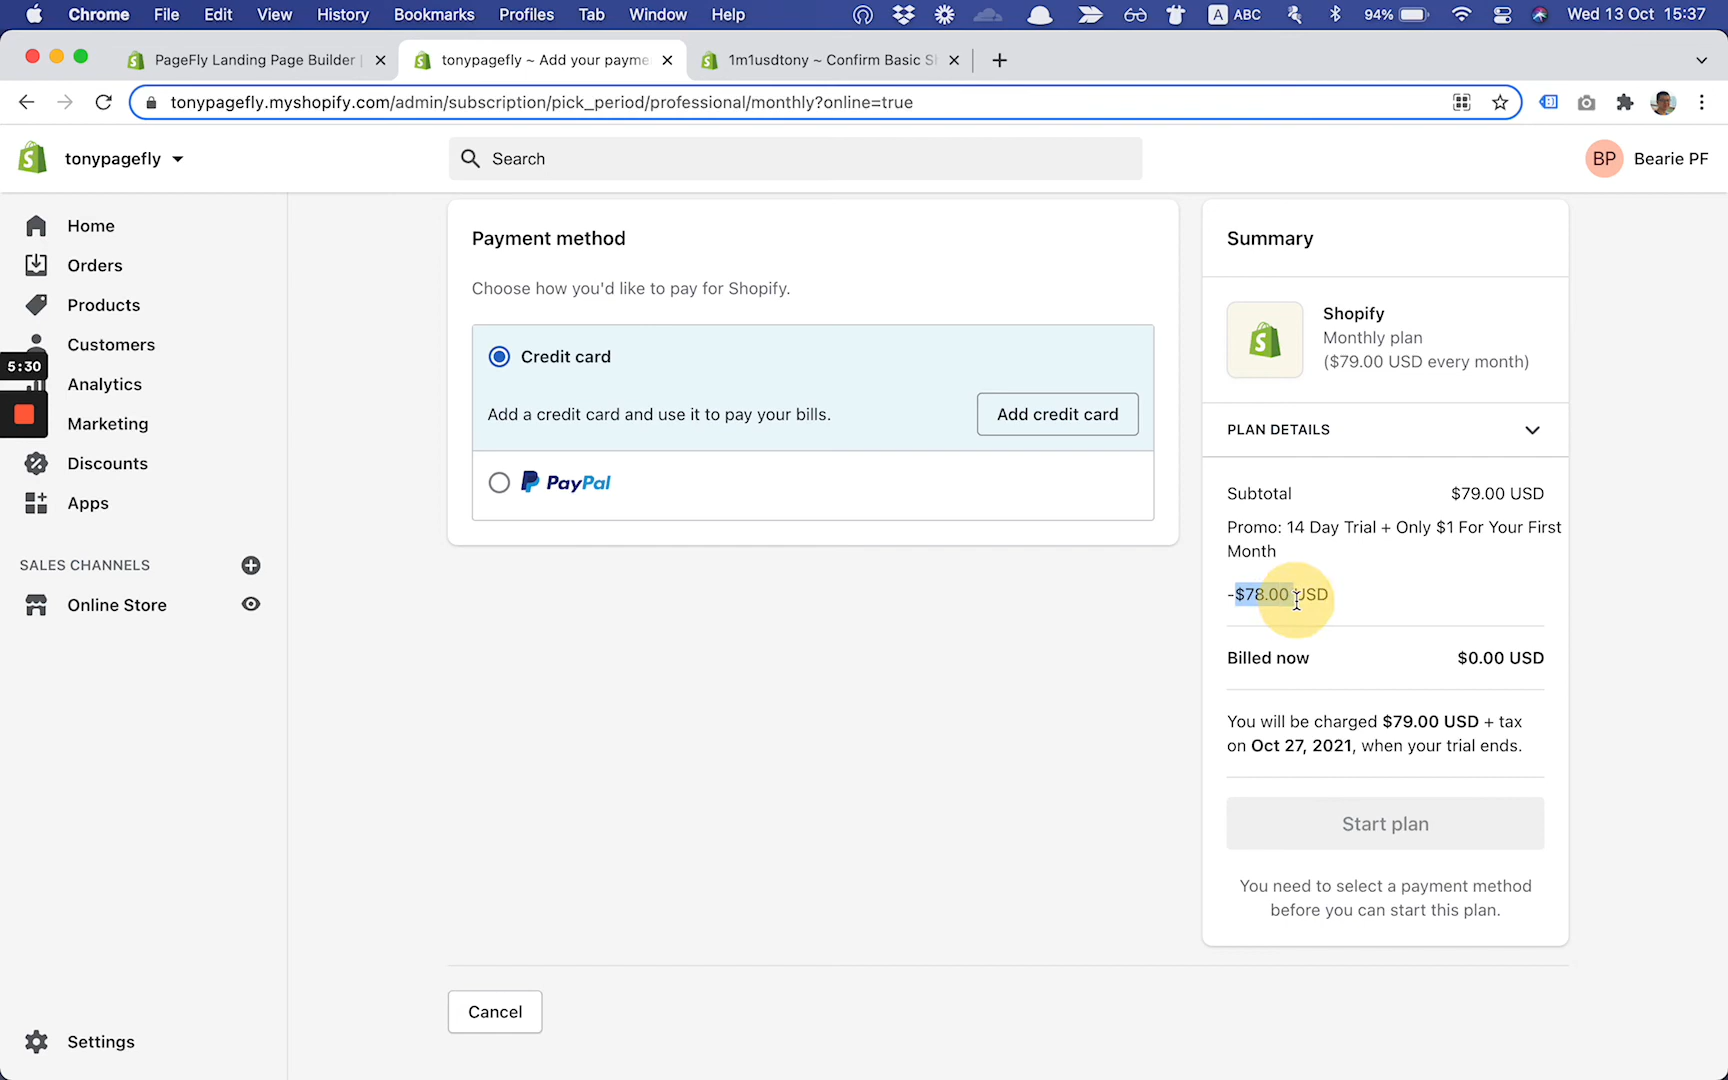 Chrome File Edit View History Bookmarks Profiles Tab Window Help A ABC 94% Wed 13 Oct 15:37
PageFly Landing Page Builder tonypagefly ~ Add your payme 1m1usdtony ~ Confirm Basic S
tonypagefly.myshopify.com/admin/subscription/pick_period/professional/monthly?online=true
tonypagefly Search BP Bearie PF
Home
Orders
Products
Customers
5:30
Analytics
Marketing
Discounts
Apps
SALES CHANNELS
Online Store
Settings
Payment method
Choose how you'd like to pay for Shopify.
Credit card
Add a credit card and use it to pay your bills. Add credit card
PayPal
Cancel
Summary
Shopify
Monthly plan
($79.00 USD every month)
PLAN DETAILS
Subtotal $79.00 USD
Promo: 14 Day Trial + Only $1 For Your First
Month
-$78.00 USD
Billed now $0.00 USD
You will be charged $79.00 USD + tax
on Oct 27, 2021, when your trial ends.
Start plan
You need to select a payment method
before you can start this plan.